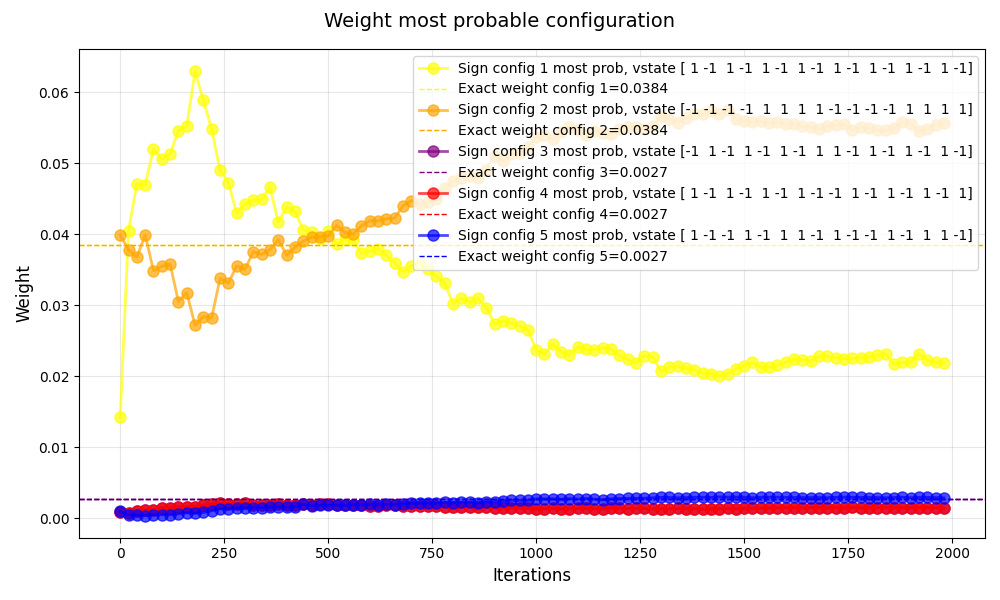 Weight most probable configuration
Sign config 1 most prob, vstate [ 1 -1  1 -1  1 -1  1 -1  1 -1  1 -1  1 -1  1 -1]
Exact weight config 1=0.0384
Sign config 2 most prob, vstate [-1 -1 -1 -1  1  1  1  1 -1 -1 -1 -1  1  1  1  1]
Exact weight config 2=0.0384
Sign config 3 most prob, vstate [-1  1 -1  1 -1  1 -1  1  1 -1  1 -1  1 -1  1 -1]
Exact weight config 3=0.0027
Sign config 4 most prob, vstate [ 1 -1  1 -1  1 -1  1 -1 -1  1 -1  1 -1  1 -1  1]
Exact weight config 4=0.0027
Sign config 5 most prob, vstate [ 1 -1 -1  1 -1  1  1 -1  1 -1 -1  1 -1  1  1 -1]
Exact weight config 5=0.0027
0.06
0.05
0.04
0.03
0.02
0.01
0.00
Weight
0
250
500
750
1000
1250
1500
1750
2000
Iterations